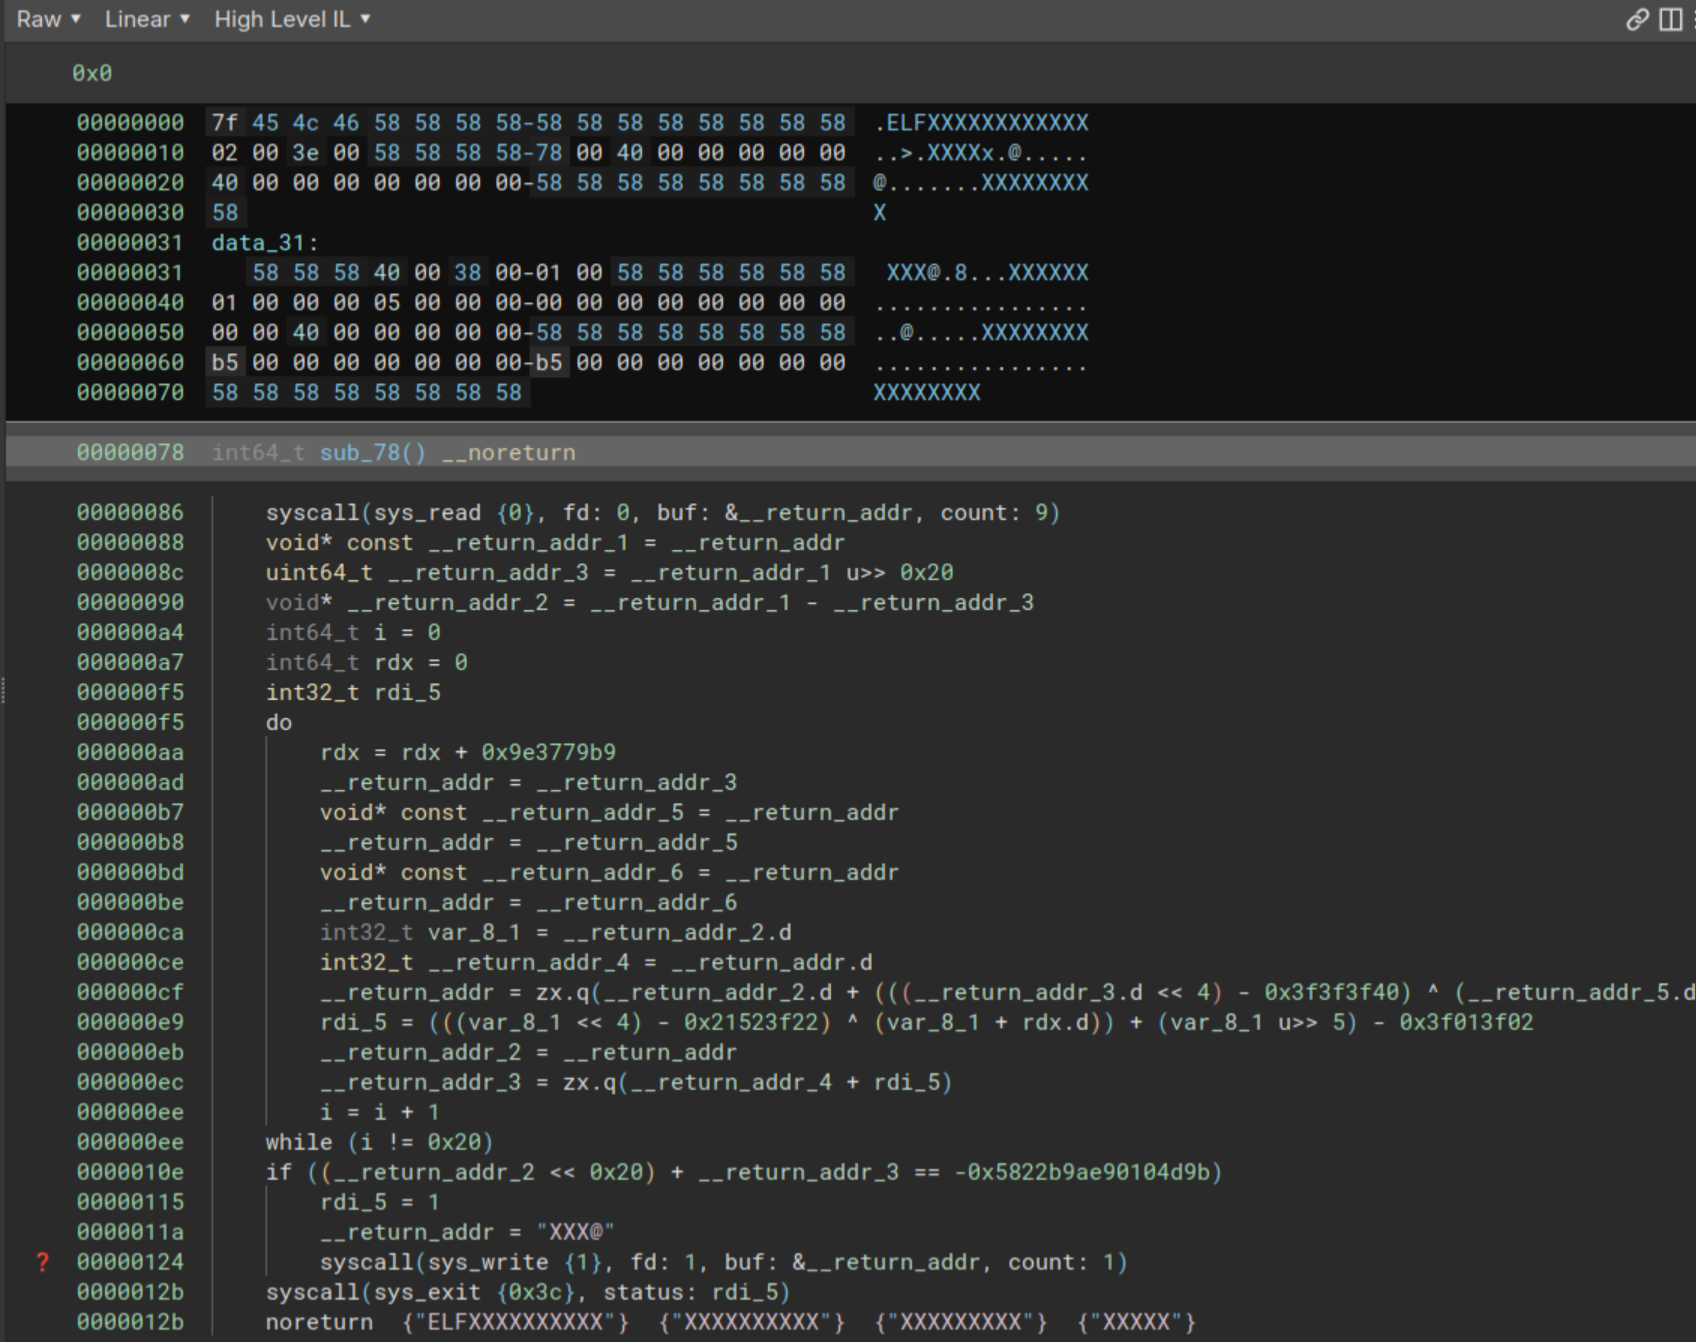 Raw ▾ Linear ▾ High Level IL ▾
0x0
00000000 7f 45 4c 46 58 58 58 58-58 58 58 58 58 58 58 58 .ELFXXXXXXXXXXXX
00000010 02 00 3e 00 58 58 58 58-78 00 40 00 00 00 00 00 ..>.XXXXx.@.....
00000020 40 00 00 00 00 00 00 00-58 58 58 58 58 58 58 58 @.......XXXXXXXX
00000030 58 X
00000031 data_31:
00000031 58 58 58 40 00 38 00-01 00 58 58 58 58 58 58 XXX@.8...XXXXXX
00000040 01 00 00 00 05 00 00 00-00 00 00 00 00 00 00 00 ................
00000050 00 00 40 00 00 00 00 00-58 58 58 58 58 58 58 58 ..@.....XXXXXXXX
00000060 b5 00 00 00 00 00 00 00-b5 00 00 00 00 00 00 00 ................
00000070 58 58 58 58 58 58 58 58 XXXXXXXX
00000078 int64_t sub_78() __noreturn
00000086 syscall(sys_read {0}, fd: 0, buf: &__return_addr, count: 9)
00000088 void* const __return_addr_1 = __return_addr
0000008c uint64_t __return_addr_3 = __return_addr_1 u>> 0x20
00000090 void* __return_addr_2 = __return_addr_1 - __return_addr_3
000000a4 int64_t i = 0
000000a7 int64_t rdx = 0
000000f5 int32_t rdi_5
000000f5 do
000000aa rdx = rdx + 0x9e3779b9
000000ad __return_addr = __return_addr_3
000000b7 void* const __return_addr_5 = __return_addr
000000b8 __return_addr = __return_addr_5
000000bd void* const __return_addr_6 = __return_addr
000000be __return_addr = __return_addr_6
000000ca int32_t var_8_1 = __return_addr_2.d
000000ce int32_t __return_addr_4 = __return_addr.d
000000cf __return_addr = zx.q(__return_addr_2.d + (((__return_addr_3.d << 4) - 0x3f3f3f40) ^ (__return_addr_5.d
000000e9 rdi_5 = (((var_8_1 << 4) - 0x21523f22) ^ (var_8_1 + rdx.d)) + (var_8_1 u>> 5) - 0x3f013f02
000000eb __return_addr_2 = __return_addr
000000ec __return_addr_3 = zx.q(__return_addr_4 + rdi_5)
000000ee i = i + 1
000000ee while (i != 0x20)
0000010e if ((__return_addr_2 << 0x20) + __return_addr_3 == -0x5822b9ae90104d9b)
00000115 rdi_5 = 1
0000011a __return_addr = "XXX@"
? 00000124 syscall(sys_write {1}, fd: 1, buf: &__return_addr, count: 1)
0000012b syscall(sys_exit {0x3c}, status: rdi_5)
0000012b noreturn {"ELFXXXXXXXXXX"} {"XXXXXXXXXX"} {"XXXXXXXXX"} {"XXXXX"}